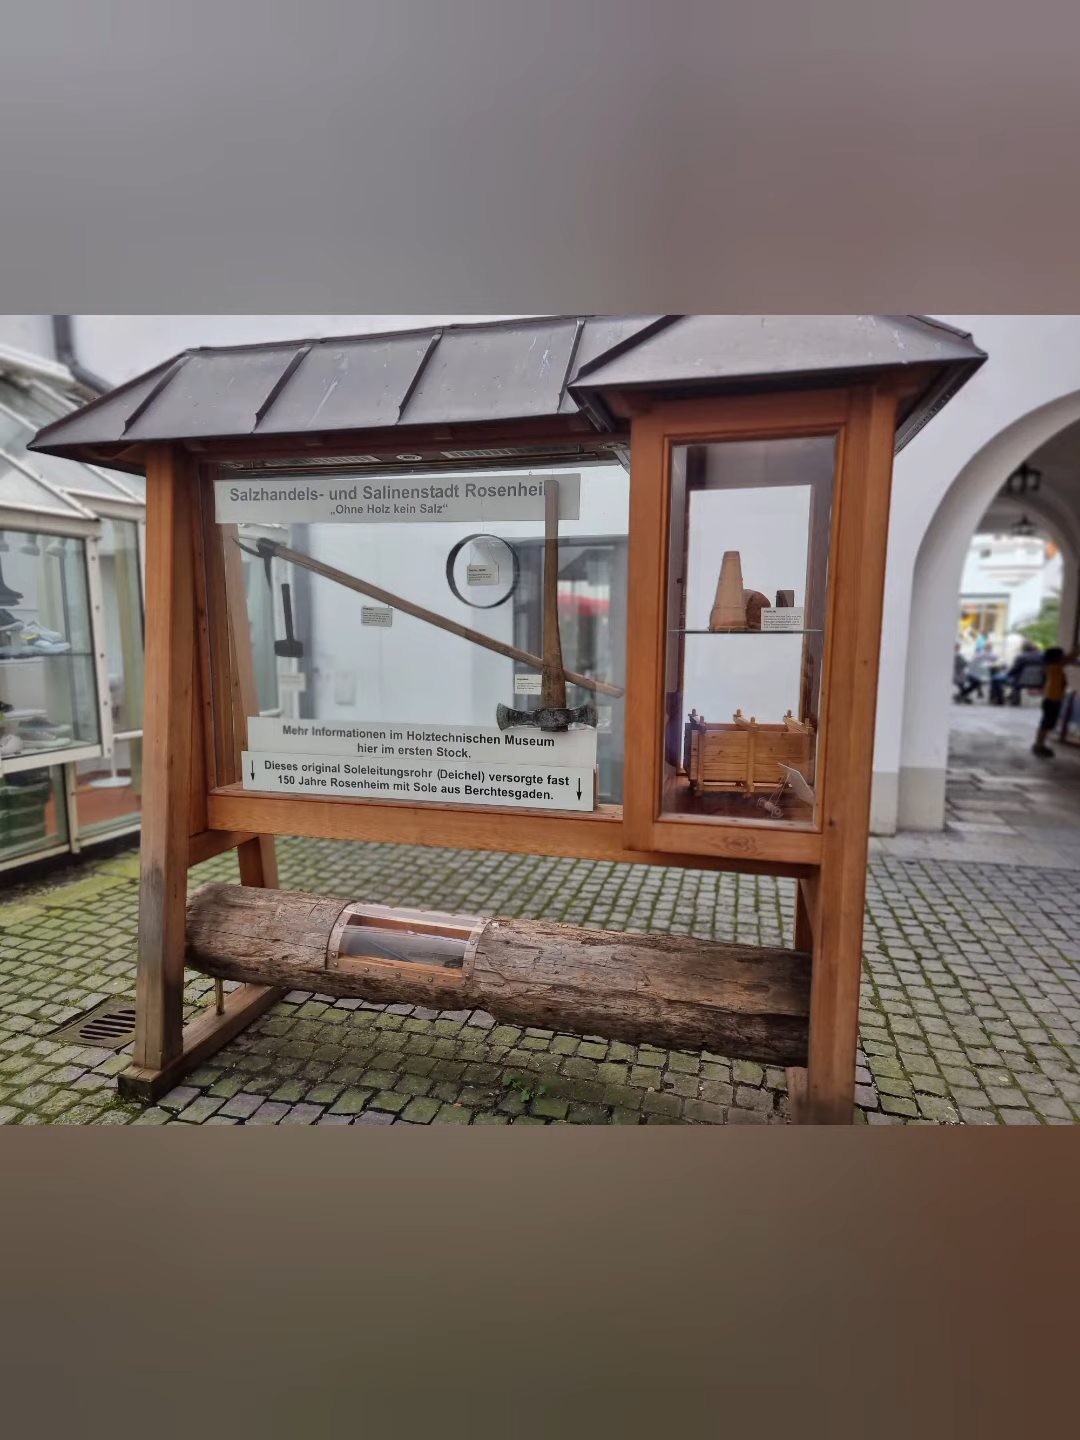 Salzhandels- und Salinenstadt Rosenhei
„Ohne Holz kein Salz“
Mehr Informationen im Holztechnischen Museum
hier im ersten Stock.
Dieses original Soleleitungsrohr (Deichel) versorgte fast
150 Jahre Rosenheim mit Sole aus Berchtesgaden.